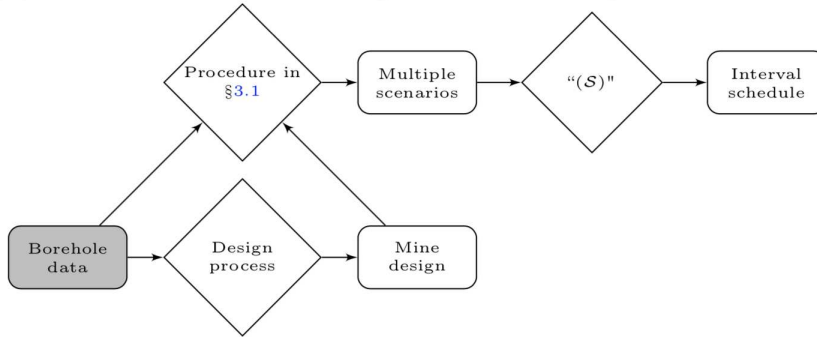 Procedure in
§3.1
Multiple
scenarios
“(𝒮)"
Interval
schedule
Borehole
data
Design
process
Mine
design